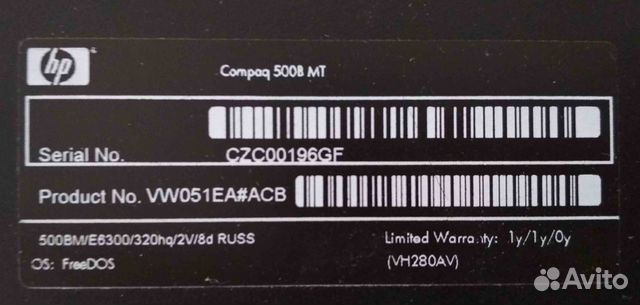 hp
Compaq 500B MT
Serial No. CZC00196GF
Product No. VW051EA#ACB
500BM/E6300/320hq/2V/8d RUSS
Limited Warranty: 1y/1y/0y
OS: FreeDOS
(VH280AV)
Avito